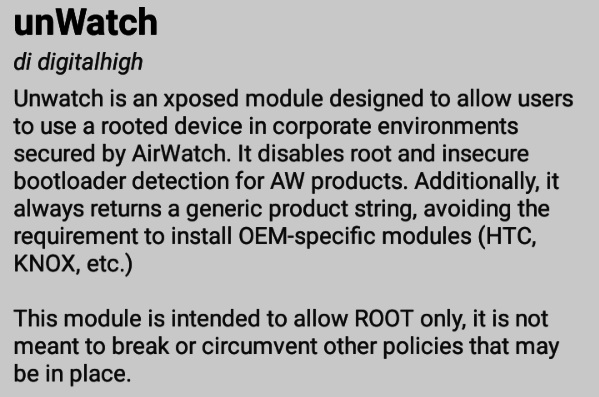 unWatch
di digitalhigh
Unwatch is an xposed module designed to allow users
to use a rooted device in corporate environments
secured by AirWatch. It disables root and insecure
bootloader detection for AW products. Additionally, it
always returns a generic product string, avoiding the
requirement to install OEM-specific modules (HTC,
KNOX, etc.)
This module is intended to allow ROOT only, it is not
meant to break or circumvent other policies that may
be in place.